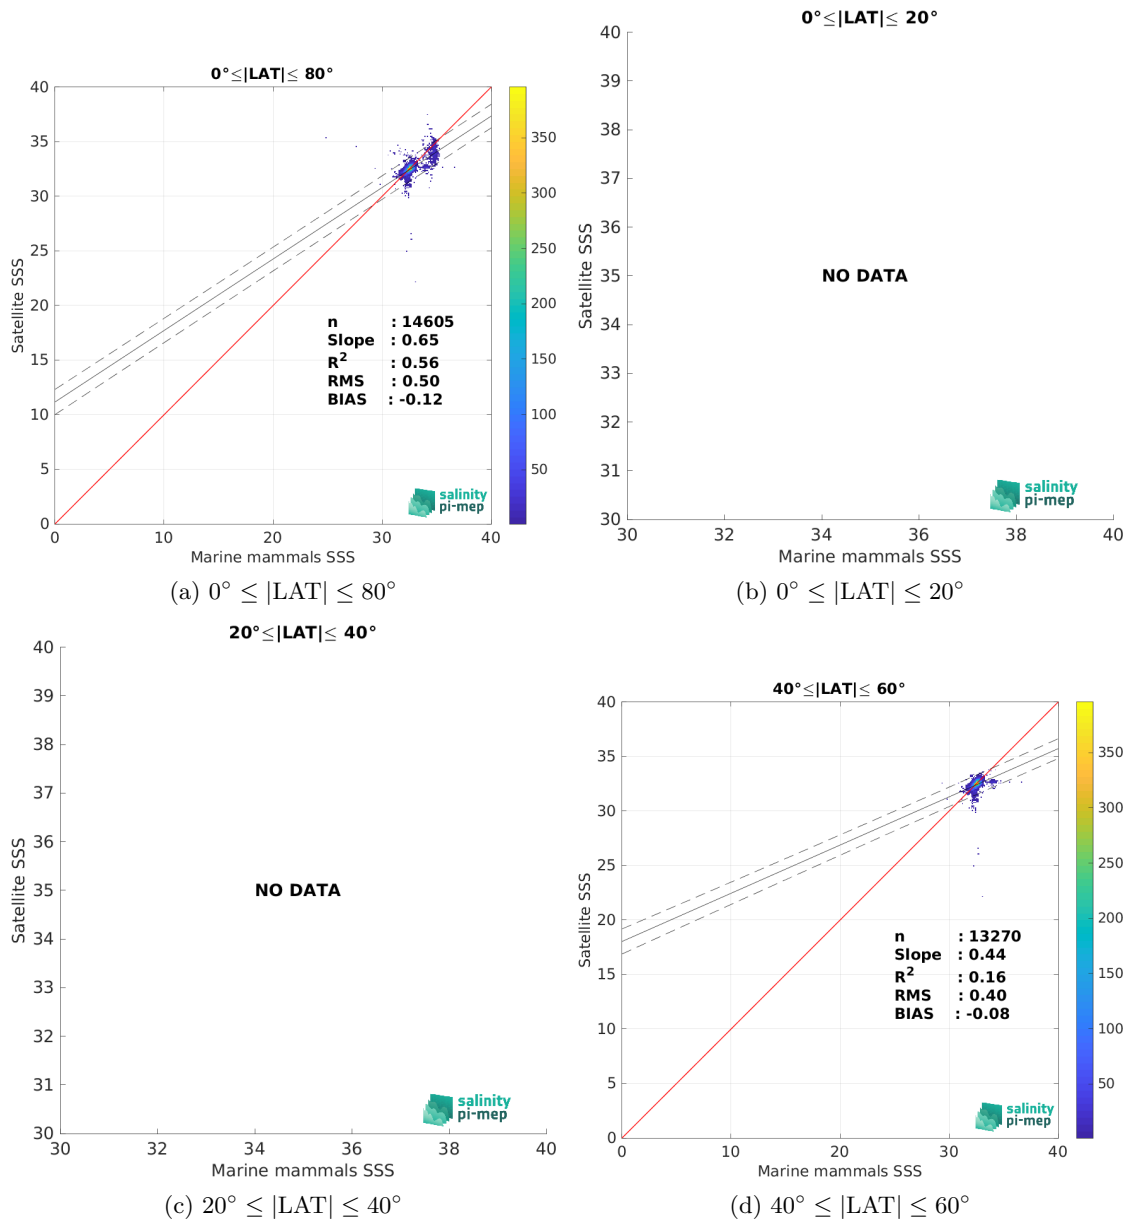 0°≤|LAT|≤ 80°
40
35
30
25
20
15
10
5
0
Satellite SSS
0
10
20
30
40
Marine mammals SSS
350
300
250
200
150
100
50
n : 14605
Slope : 0.65
R² : 0.56
RMS : 0.50
BIAS : -0.12
salinity
pi-mep
(a) 0° ≤ |LAT| ≤ 80°
0°≤|LAT|≤ 20°
40
39
38
37
36
35
34
33
32
31
30
Satellite SSS
NO DATA
salinity
pi-mep
30
32
34
36
38
40
Marine mammals SSS
(b) 0° ≤ |LAT| ≤ 20°
20°≤|LAT|≤ 40°
40
39
38
37
36
35
34
33
32
31
30
Satellite SSS
NO DATA
salinity
pi-mep
30
32
34
36
38
40
Marine mammals SSS
(c) 20° ≤ |LAT| ≤ 40°
40°≤|LAT|≤ 60°
40
35
30
25
20
15
10
5
0
Satellite SSS
0
10
20
30
40
Marine mammals SSS
350
300
250
200
150
100
50
n : 13270
Slope : 0.44
R² : 0.16
RMS : 0.40
BIAS : -0.08
salinity
pi-mep
(d) 40° ≤ |LAT| ≤ 60°